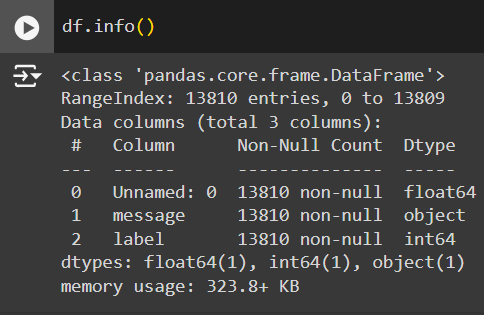 df.info()
<class 'pandas.core.frame.DataFrame'>
RangeIndex: 13810 entries, 0 to 13809
Data columns (total 3 columns):
 #   Column      Non-Null Count  Dtype
---  ------      --------------  -----
 0   Unnamed: 0  13810 non-null  float64
 1   message     13810 non-null  object
 2   label       13810 non-null  int64
dtypes: float64(1), int64(1), object(1)
memory usage: 323.8+ KB